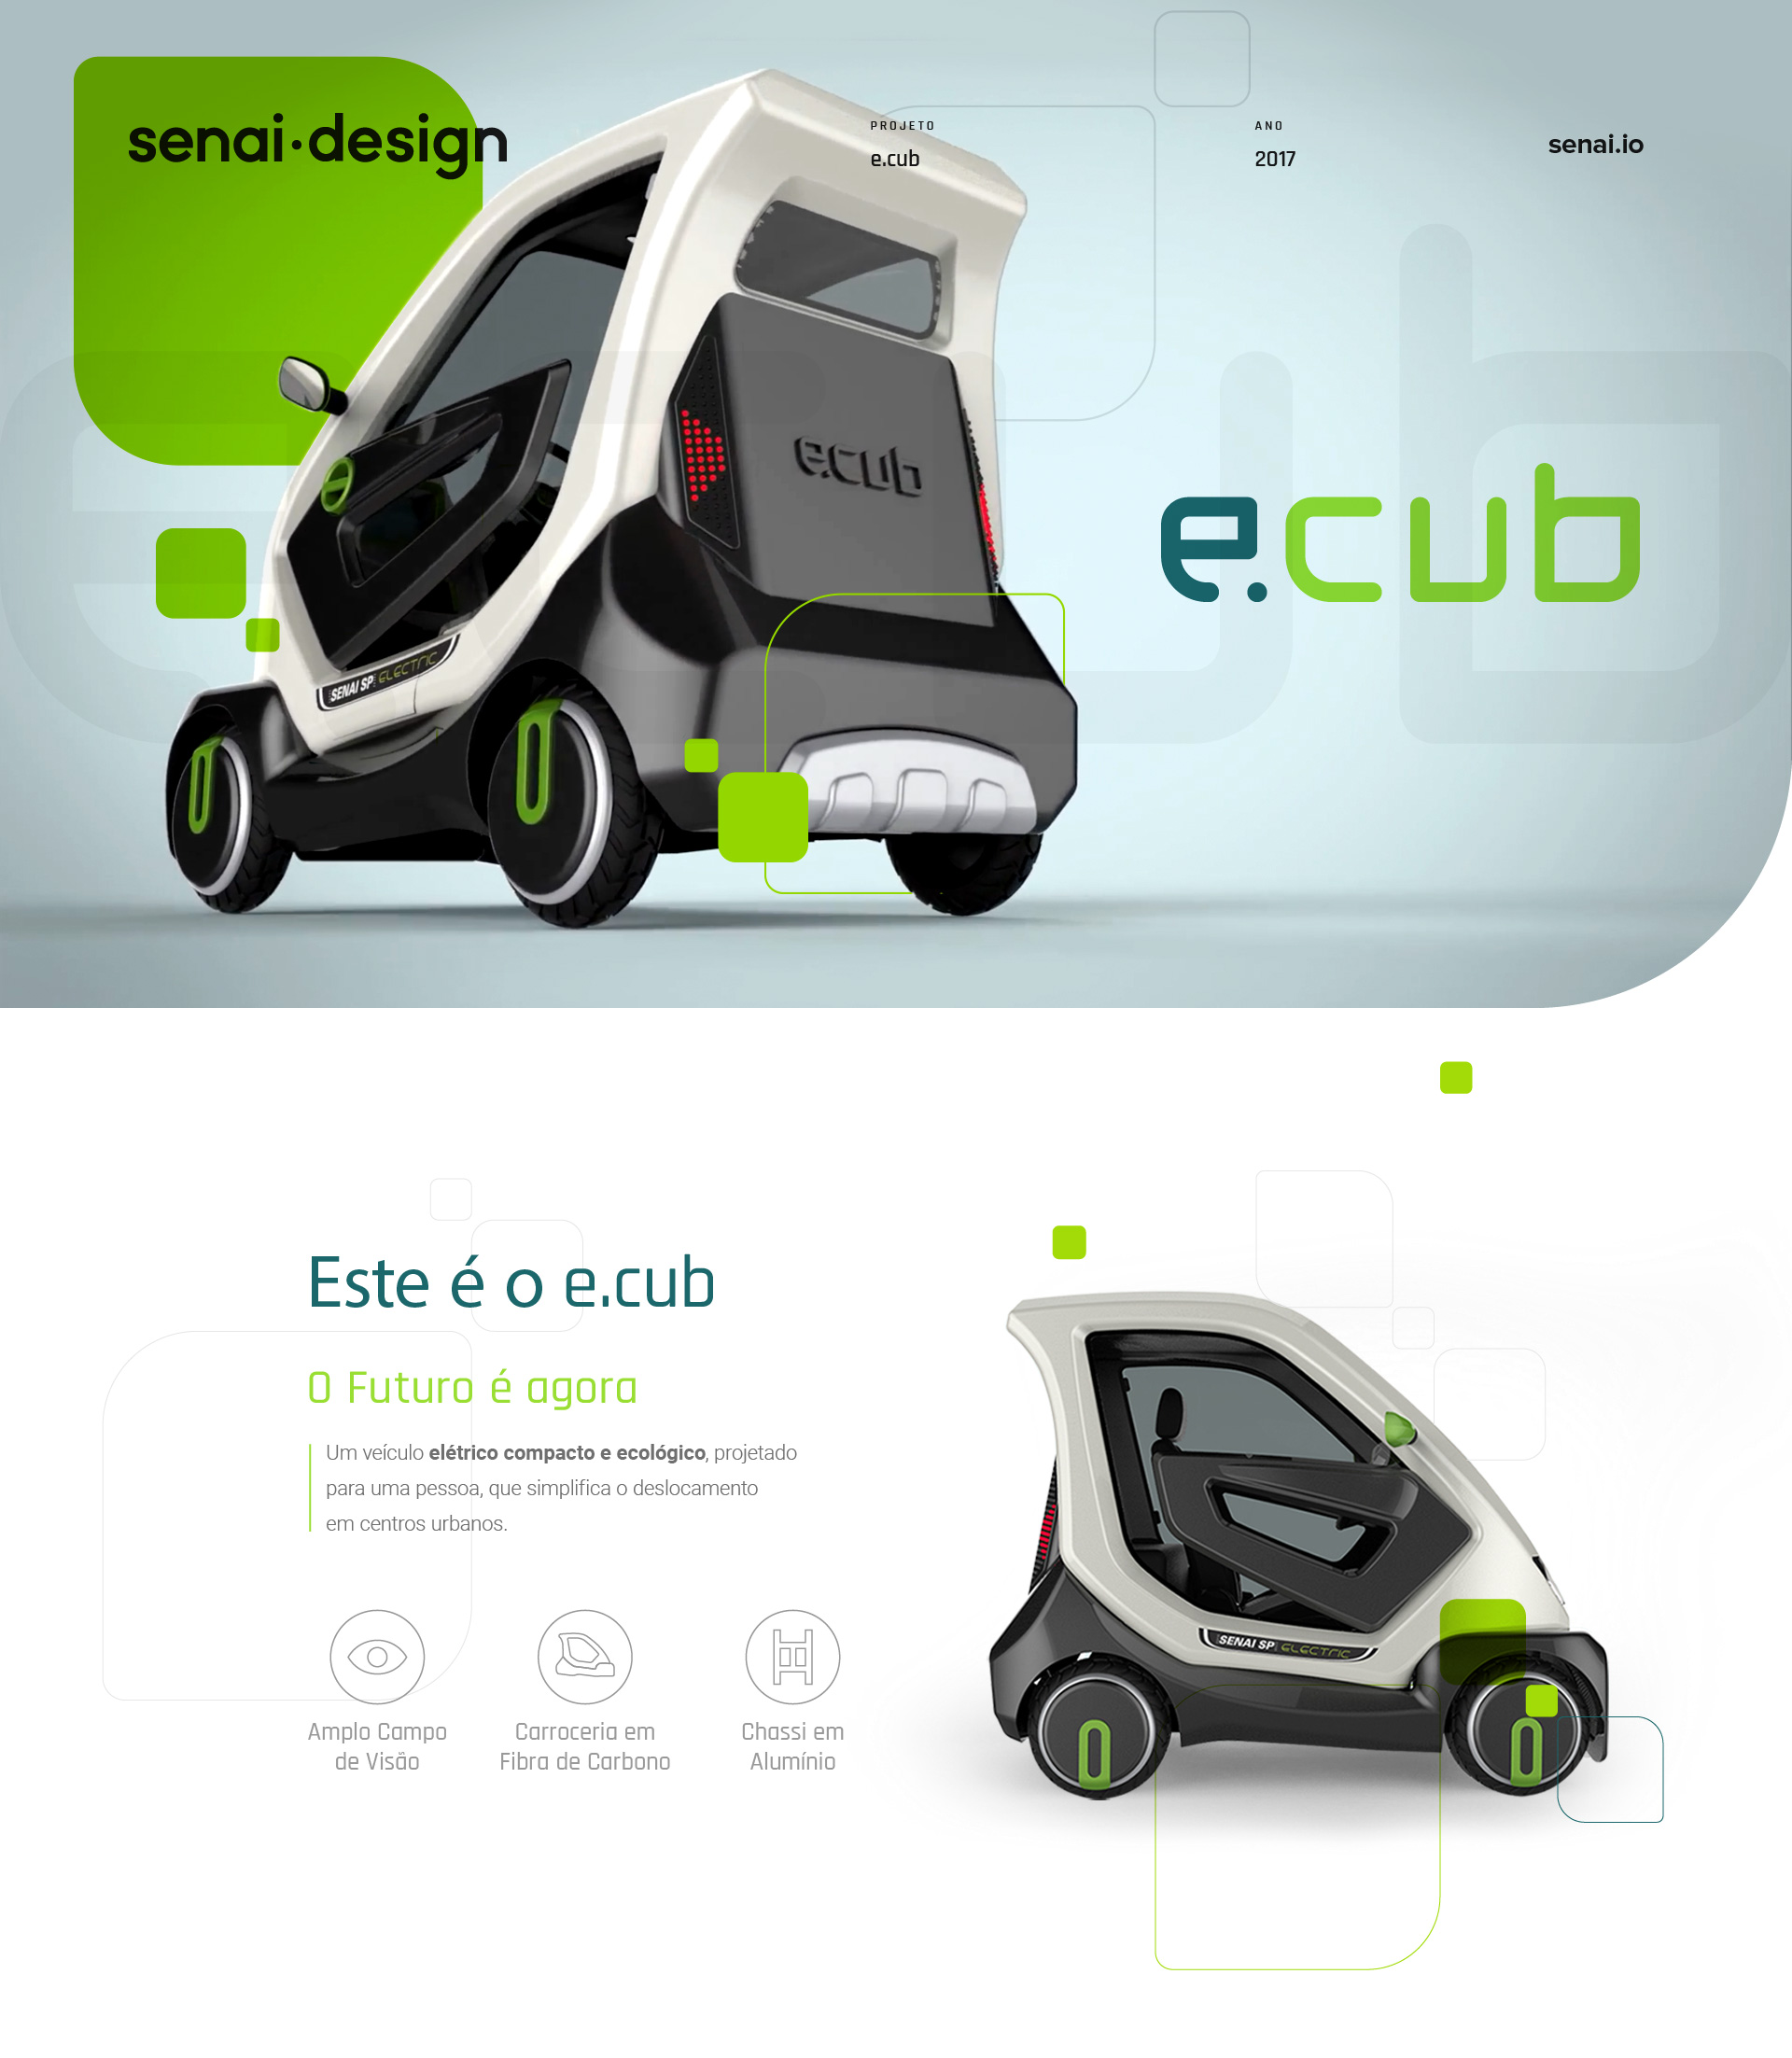 senai·design
PROJETO
e.cub
ANO
2017
senai.io
e.cub
e.cub
e.cub
SENAI SP ELECTRIC
Este é o e.cub
O Futuro é agora
Um veículo elétrico compacto e ecológico, projetado
para uma pessoa, que simplifica o deslocamento
em centros urbanos.
SENAI SP ELECTRIC
Amplo Campo
de Visão
Carroceria em
Fibra de Carbono
Chassi em
Alumínio